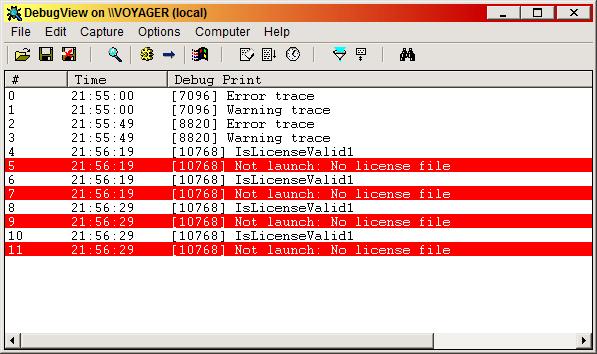 DebugView on \\VOYAGER (local)
File Edit Capture Options Computer Help
# Time Debug Print
0 21:55:00 [7096] Error trace
1 21:55:00 [7096] Warning trace
2 21:55:49 [8820] Error trace
3 21:55:49 [8820] Warning trace
4 21:56:19 [10768] IsLicenseValid1
5 21:56:19 [10768] Not launch: No license file
6 21:56:19 [10768] IsLicenseValid1
7 21:56:19 [10768] Not launch: No license file
8 21:56:29 [10768] IsLicenseValid1
9 21:56:29 [10768] Not launch: No license file
10 21:56:29 [10768] IsLicenseValid1
11 21:56:29 [10768] Not launch: No license file